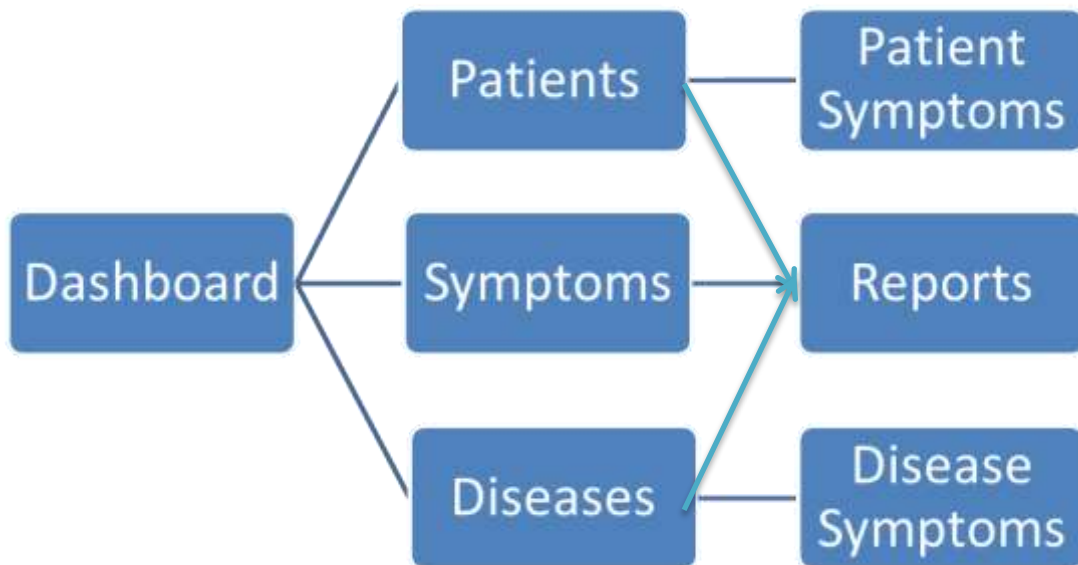 Patients
Patient
Symptoms
Dashboard
Symptoms
Reports
Diseases
Disease
Symptoms